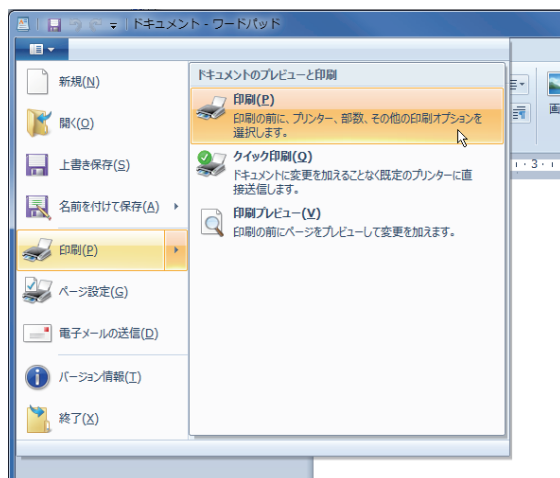 ドキュメント - ワードパッド
新規(N)
開く(O)
上書き保存(S)
名前を付けて保存(A)
印刷(P)
ページ設定(G)
電子メールの送信(D)
バージョン情報(T)
終了(X)
ドキュメントのプレビューと印刷
印刷(P)
印刷の前に、プリンター、部数、その他の印刷オプションを
選択します。
クイック印刷(Q)
ドキュメントに変更を加えることなく既定のプリンターに直
接送信します。
印刷プレビュー(V)
印刷の前にページをプレビューして変更を加えます。
画
3